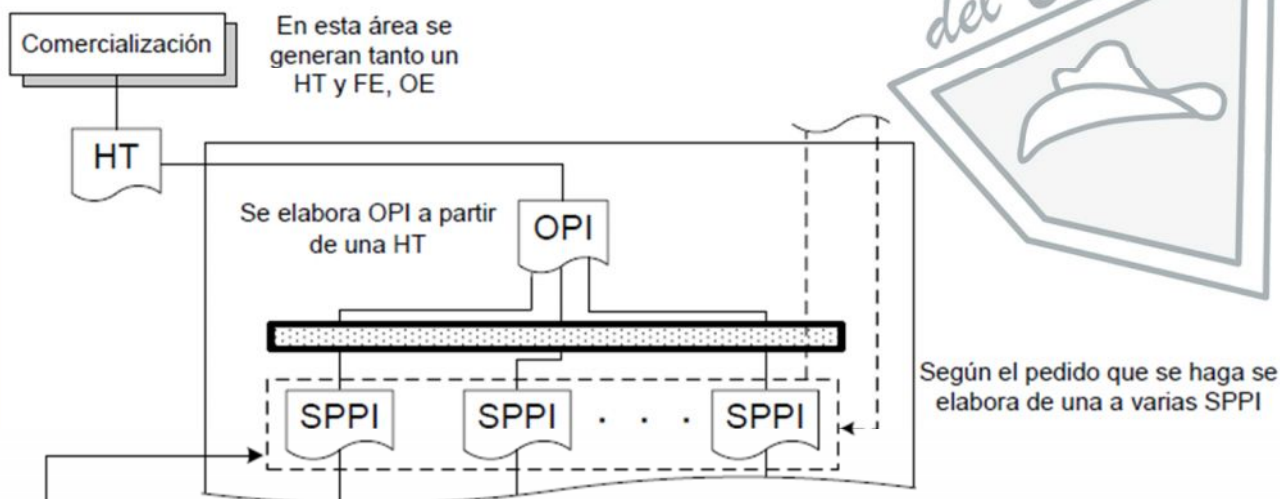 del
Comercialización
En esta área se
generan tanto un
HT y FE, OE
HT
Se elabora OPI a partir
de una HT
OPI
SPPI
SPPI
. . .
SPPI
Según el pedido que se haga se
elabora de una a varias SPPI